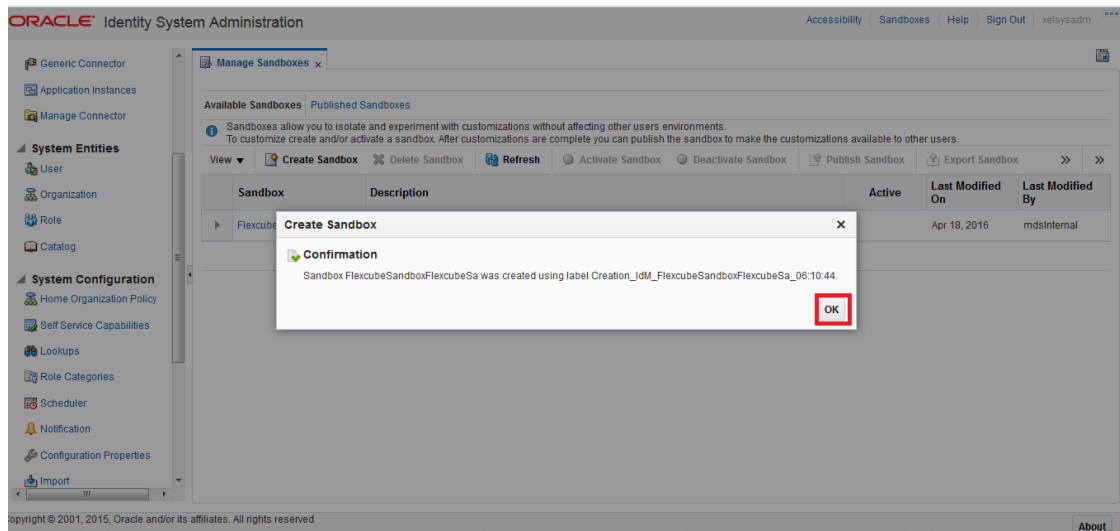 ORACLE® Identity System Administration
Accessibility Sandboxes Help Sign Out xelsysadm
Generic Connector
Application Instances
Manage Connector
System Entities
User
Organization
Role
Catalog
System Configuration
Home Organization Policy
Self Service Capabilities
Lookups
Role Categories
Scheduler
Notification
Configuration Properties
Import
Manage Sandboxes
Available Sandboxes Published Sandboxes
Sandboxes allow you to isolate and experiment with customizations without affecting other users environments.
To customize create and/or activate a sandbox. After customizations are complete you can publish the sandbox to make the customizations available to other users.
View Create Sandbox Delete Sandbox Refresh Activate Sandbox Deactivate Sandbox Publish Sandbox Export Sandbox
Sandbox Description Active Last Modified On Last Modified By
Flexcube Apr 18, 2016 mdsInternal
Create Sandbox
Confirmation
Sandbox FlexcubeSandboxFlexcubeSa was created using label Creation_IdM_FlexcubeSandboxFlexcubeSa_06:10:44.
OK
opyright © 2001, 2015, Oracle and/or its affiliates. All rights reserved
About